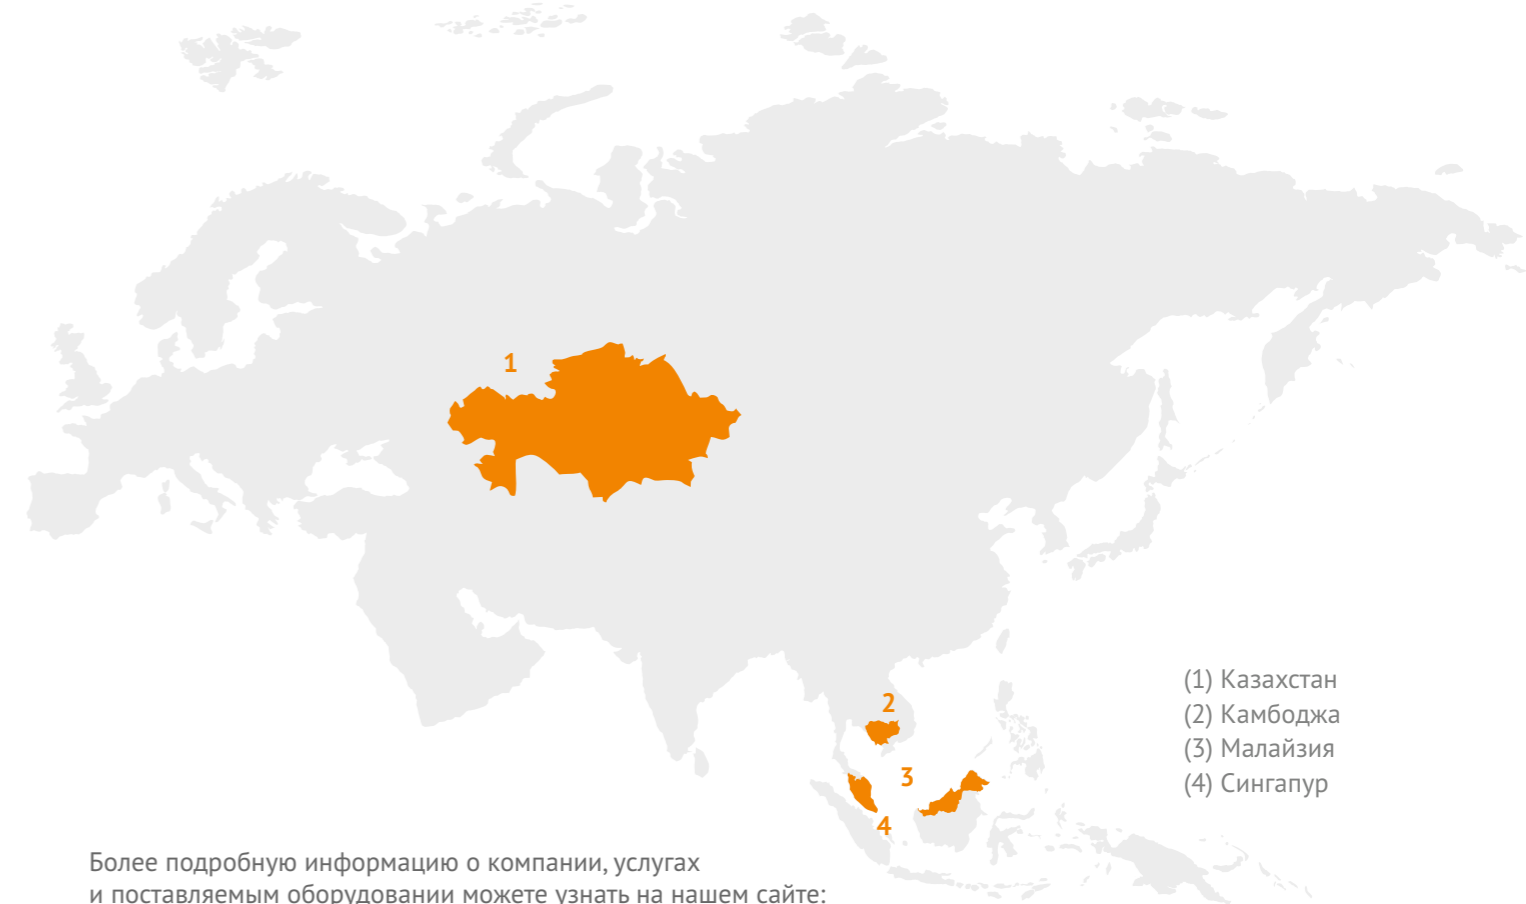 1
2
3
4
(1) Казахстан
(2) Камбоджа
(3) Малайзия
(4) Сингапур
Более подробную информацию о компании, услугах
и поставляемым оборудовании можете узнать на нашем сайте: